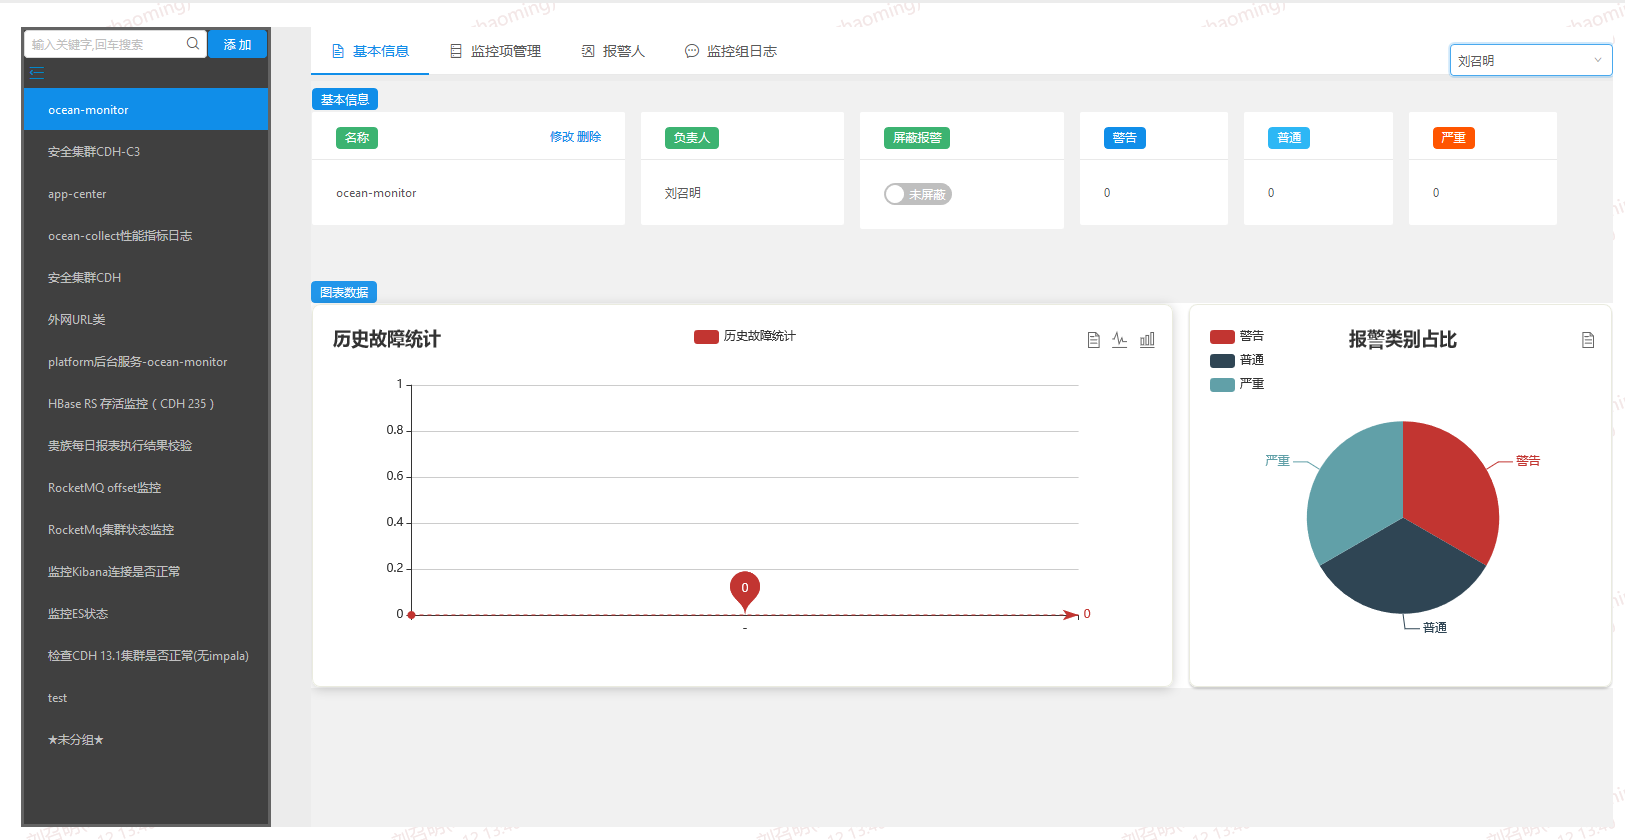 输入关键字,回车搜索
添 加
ocean-monitor
安全集群CDH-C3
app-center
ocean-collect性能指标日志
安全集群CDH
外网URL类
platform后台服务-ocean-monitor
HBase RS 存活监控 ( CDH 235 )
贵族每日报表执行结果校验
RocketMQ offset监控
RocketMq集群状态监控
监控Kibana连接是否正常
监控ES状态
检查CDH 13.1集群是否正常(无impala)
test
★未分组★
基本信息 监控项管理 报警人 监控组日志
刘召明
基本信息
名称 修改 删除 负责人 屏蔽报警 警告 普通 严重
ocean-monitor 刘召明 未屏蔽 0 0 0
图表数据
历史故障统计
历史故障统计
1
0.8
0.6
0.4
0.2
0
0
0
-
报警类别占比
警告
普通
严重
严重
警告
普通